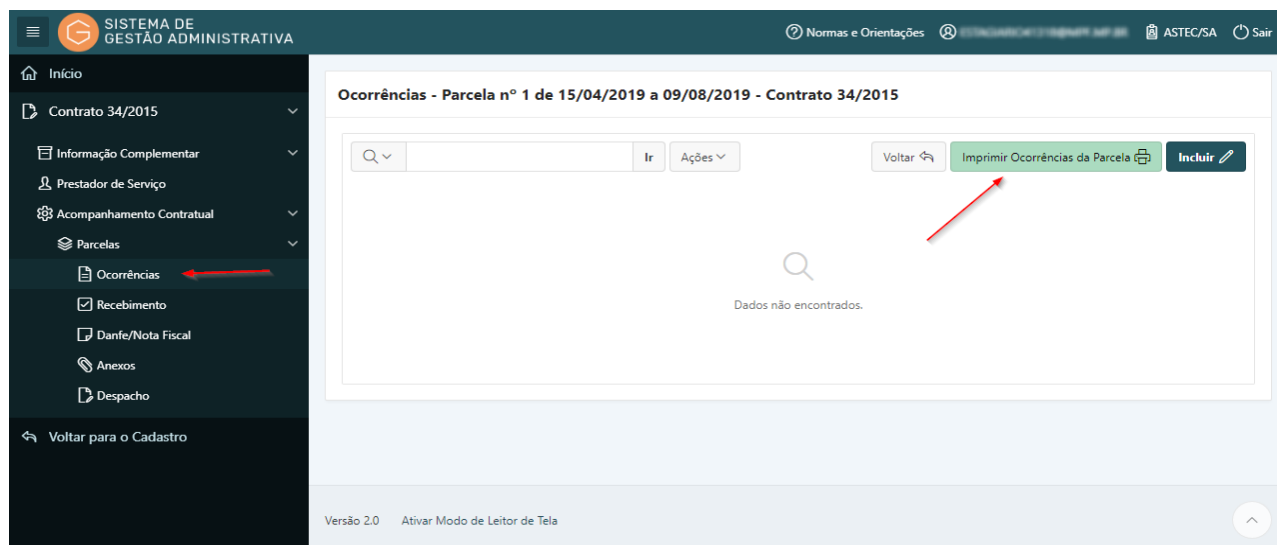 SISTEMA DE
GESTÃO ADMINISTRATIVA
Normas e Orientações
ASTEC/SA
Sair
Início
Contrato 34/2015
Informação Complementar
Prestador de Serviço
Acompanhamento Contratual
Parcelas
Ocorrências
Recebimento
Danfe/Nota Fiscal
Anexos
Despacho
Voltar para o Cadastro
Ocorrências - Parcela nº 1 de 15/04/2019 a 09/08/2019 - Contrato 34/2015
Ir
Ações
Voltar
Imprimir Ocorrências da Parcela
Incluir
Dados não encontrados.
Versão 2.0 Ativar Modo de Leitor de Tela